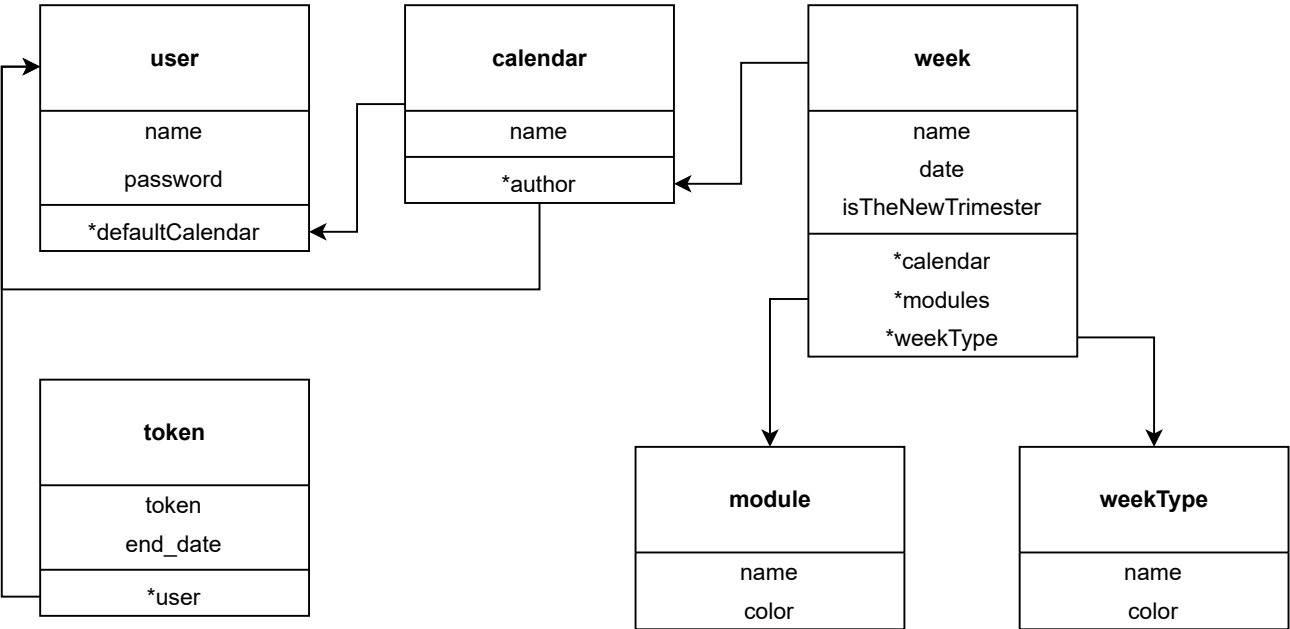 user
name
password
*defaultCalendar
calendar
name
*author
week
name
date
isTheNewTrimester
*calendar
*modules
*weekType
token
token
end_date
*user
module
name
color
weekType
name
color